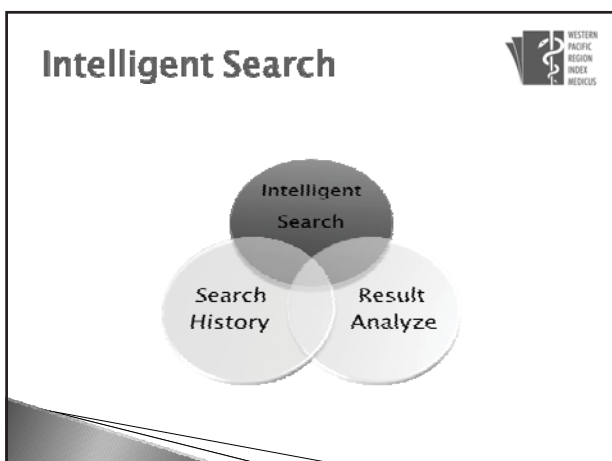 Intelligent Search
WESTERN
PACIFIC
REGION
INDEX
MEDICUS
Intelligent
Search
Search
History
Result
Analyze